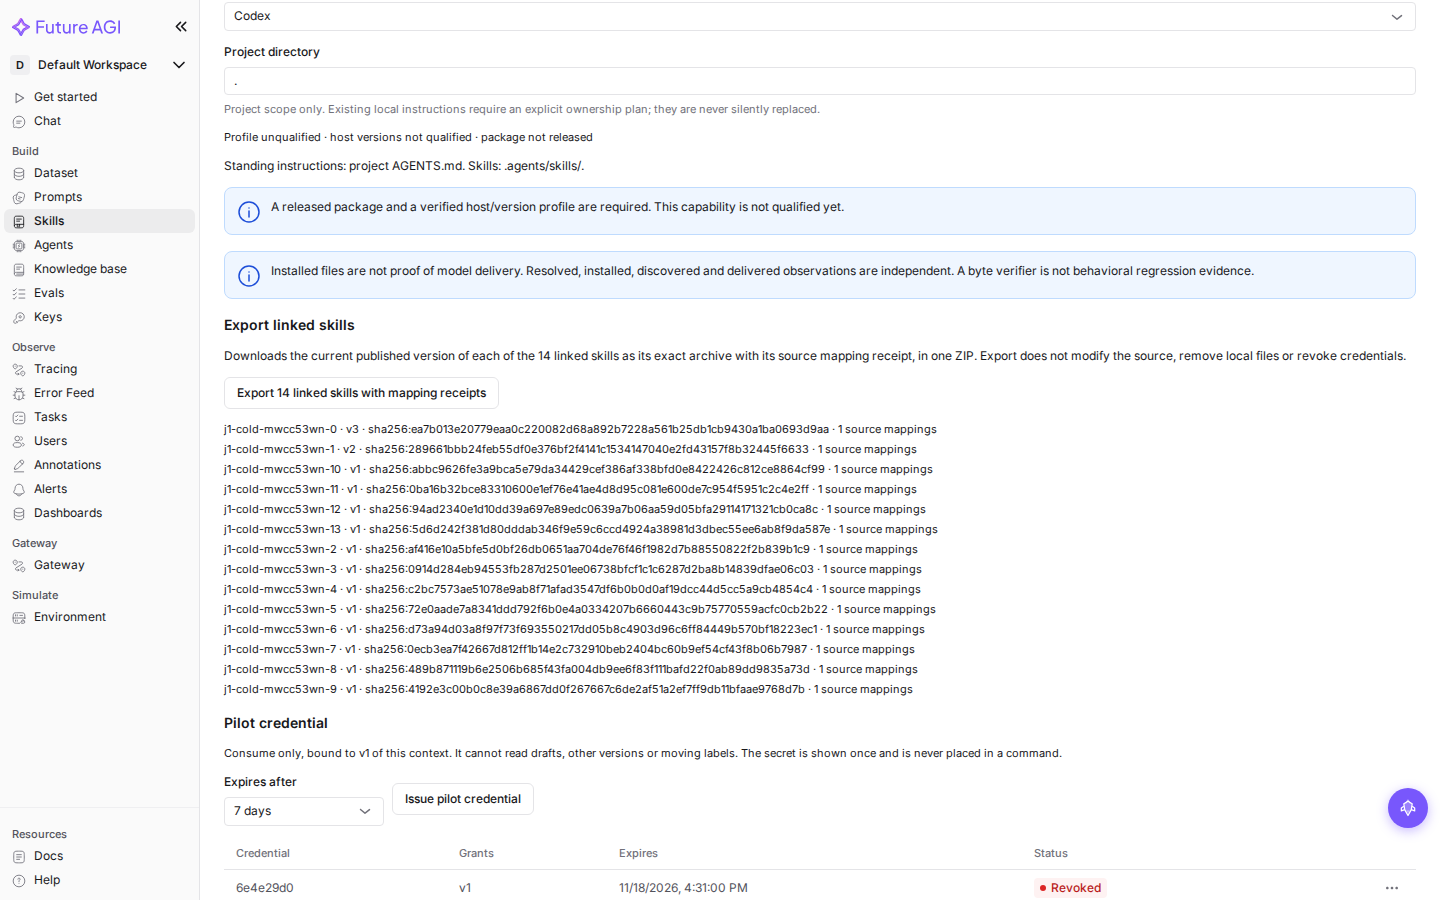 Future AGI
D Default Workspace
Get started
Chat
Build
Dataset
Prompts
Skills
Agents
Knowledge base
Evals
Keys
Observe
Tracing
Error Feed
Tasks
Users
Annotations
Alerts
Dashboards
Gateway
Gateway
Simulate
Environment
Resources
Docs
Help
Codex
Project directory
.
Project scope only. Existing local instructions require an explicit ownership plan; they are never silently replaced.
Profile unqualified · host versions not qualified · package not released
Standing instructions: project AGENTS.md. Skills: .agents/skills/.
A released package and a verified host/version profile are required. This capability is not qualified yet.
Installed files are not proof of model delivery. Resolved, installed, discovered and delivered observations are independent. A byte verifier is not behavioral regression evidence.
Export linked skills
Downloads the current published version of each of the 14 linked skills as its exact archive with its source mapping receipt, in one ZIP. Export does not modify the source, remove local files or revoke credentials.
Export 14 linked skills with mapping receipts
j1-cold-mwcc53wn-0 · v3 · sha256:ea7b013e20779eaa0c220082d68a892b7228a561b25db1cb9430a1ba0693d9aa · 1 source mappings
j1-cold-mwcc53wn-1 · v2 · sha256:289661bbb24feb55df0e376bf2f4141c1534147040e2fd43157f8b32445f6633 · 1 source mappings
j1-cold-mwcc53wn-10 · v1 · sha256:abbc9626fe3a9bca5e79da34429cef386af338bfd0e8422426c812ce8864cf99 · 1 source mappings
j1-cold-mwcc53wn-11 · v1 · sha256:0ba16b32bce83310600e1ef76e41ae4d8d95c081e600de7c954f5951c2c4e2ff · 1 source mappings
j1-cold-mwcc53wn-12 · v1 · sha256:94ad2340e1d10dd39a697e89edc0639a7b06aa59d05bfa29114171321cb0ca8c · 1 source mappings
j1-cold-mwcc53wn-13 · v1 · sha256:5d6d242f381d80dddab346f9e59c6ccd4924a38981d3dbec55ee6ab8f9da587e · 1 source mappings
j1-cold-mwcc53wn-2 · v1 · sha256:af416e10a5bfe5d0bf26db0651aa704de76f46f1982d7b88550822f2b839b1c9 · 1 source mappings
j1-cold-mwcc53wn-3 · v1 · sha256:0914d284eb94553fb287d2501ee06738bfcf1c1c6287d2ba8b14839dfae06c03 · 1 source mappings
j1-cold-mwcc53wn-4 · v1 · sha256:c2bc7573ae51078e9ab8f71afad3547df6b0b0d0af19dcc44d5cc5a9cb4854c4 · 1 source mappings
j1-cold-mwcc53wn-5 · v1 · sha256:72e0aade7a8341ddd792f6b0e4a0334207b6660443c9b75770559acfc0cb2b22 · 1 source mappings
j1-cold-mwcc53wn-6 · v1 · sha256:d73a94d03a8f97f73f693550217dd05b8c4903d96c6ff84449b570bf18223ec1 · 1 source mappings
j1-cold-mwcc53wn-7 · v1 · sha256:0ecb3ea7f42667d812ff1b14e2c732910beb2404bc60b9ef54cf43f8b06b7987 · 1 source mappings
j1-cold-mwcc53wn-8 · v1 · sha256:489b871119b6e2506b685f43fa004db9ee6f83f111bafd22f0ab89dd9835a73d · 1 source mappings
j1-cold-mwcc53wn-9 · v1 · sha256:4192e3c00b0c8e39a6867dd0f267667c6de2af51a2ef7ff9db11bfaae9768d7b · 1 source mappings
Pilot credential
Consume only, bound to v1 of this context. It cannot read drafts, other versions or moving labels. The secret is shown once and is never placed in a command.
Expires after
7 days
Issue pilot credential
Credential Grants Expires Status
6e4e29d0 v1 11/18/2026, 4:31:00 PM Revoked